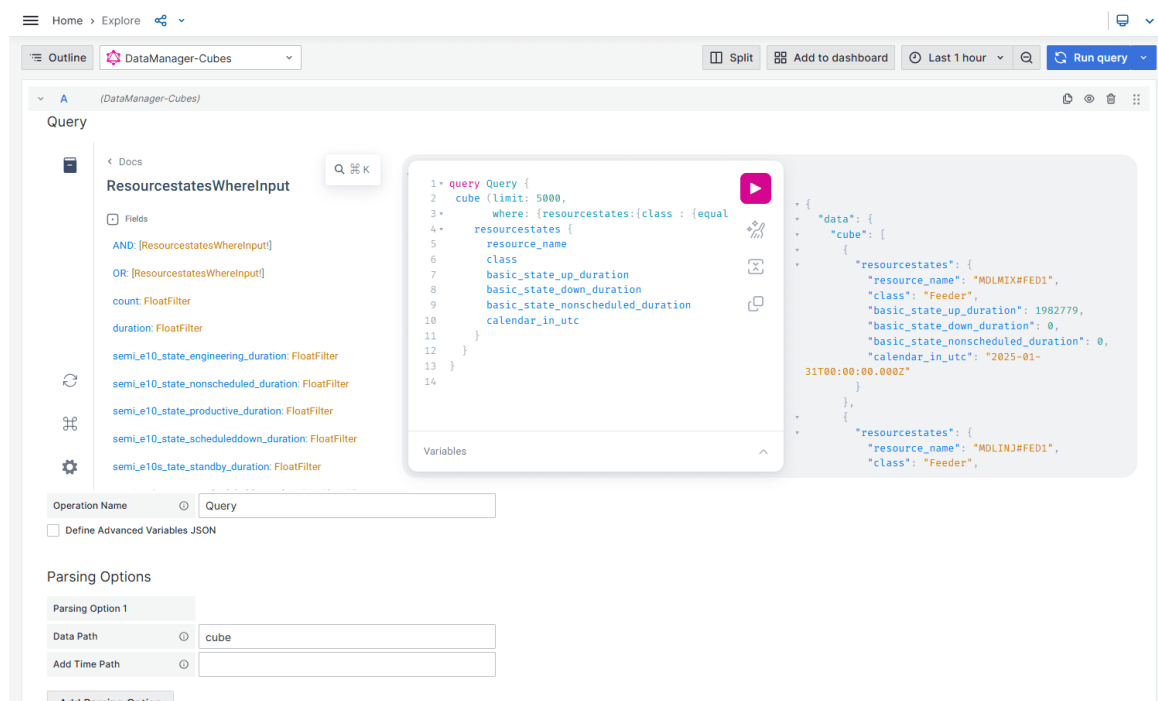 Home › Explore
Outline
DataManager-Cubes
Split
Add to dashboard
Last 1 hour
Run query
A (DataManager-Cubes)
Query
‹ Docs
⌘ K
ResourcestatesWhereInput
Fields
AND: [ResourcestatesWhereInput!]
OR: [ResourcestatesWhereInput!]
count: FloatFilter
duration: FloatFilter
semi_e10_state_engineering_duration: FloatFilter
semi_e10_state_nonscheduled_duration: FloatFilter
semi_e10_state_productive_duration: FloatFilter
semi_e10_state_scheduleddown_duration: FloatFilter
semi_e10s_tate_standby_duration: FloatFilter
1 query Query {
2 cube (limit: 5000,
3 where: {resourcestates:{class : {equal
4 resourcestates {
5 resource_name
6 class
7 basic_state_up_duration
8 basic_state_down_duration
9 basic_state_nonscheduled_duration
10 calendar_in_utc
11 }
12 }
13 }
14
Variables
{
"data": {
"cube": [
{
"resourcestates": {
"resource_name": "MDLMIX#FED1",
"class": "Feeder",
"basic_state_up_duration": 1982779,
"basic_state_down_duration": 0,
"basic_state_nonscheduled_duration": 0,
"calendar_in_utc": "2025-01-
31T00:00:00.000Z"
}
},
{
"resourcestates": {
"resource_name": "MDLINJ#FED1",
"class": "Feeder",
Operation Name
Query
Define Advanced Variables JSON
Parsing Options
Parsing Option 1
Data Path
cube
Add Time Path
Add Parsing Option